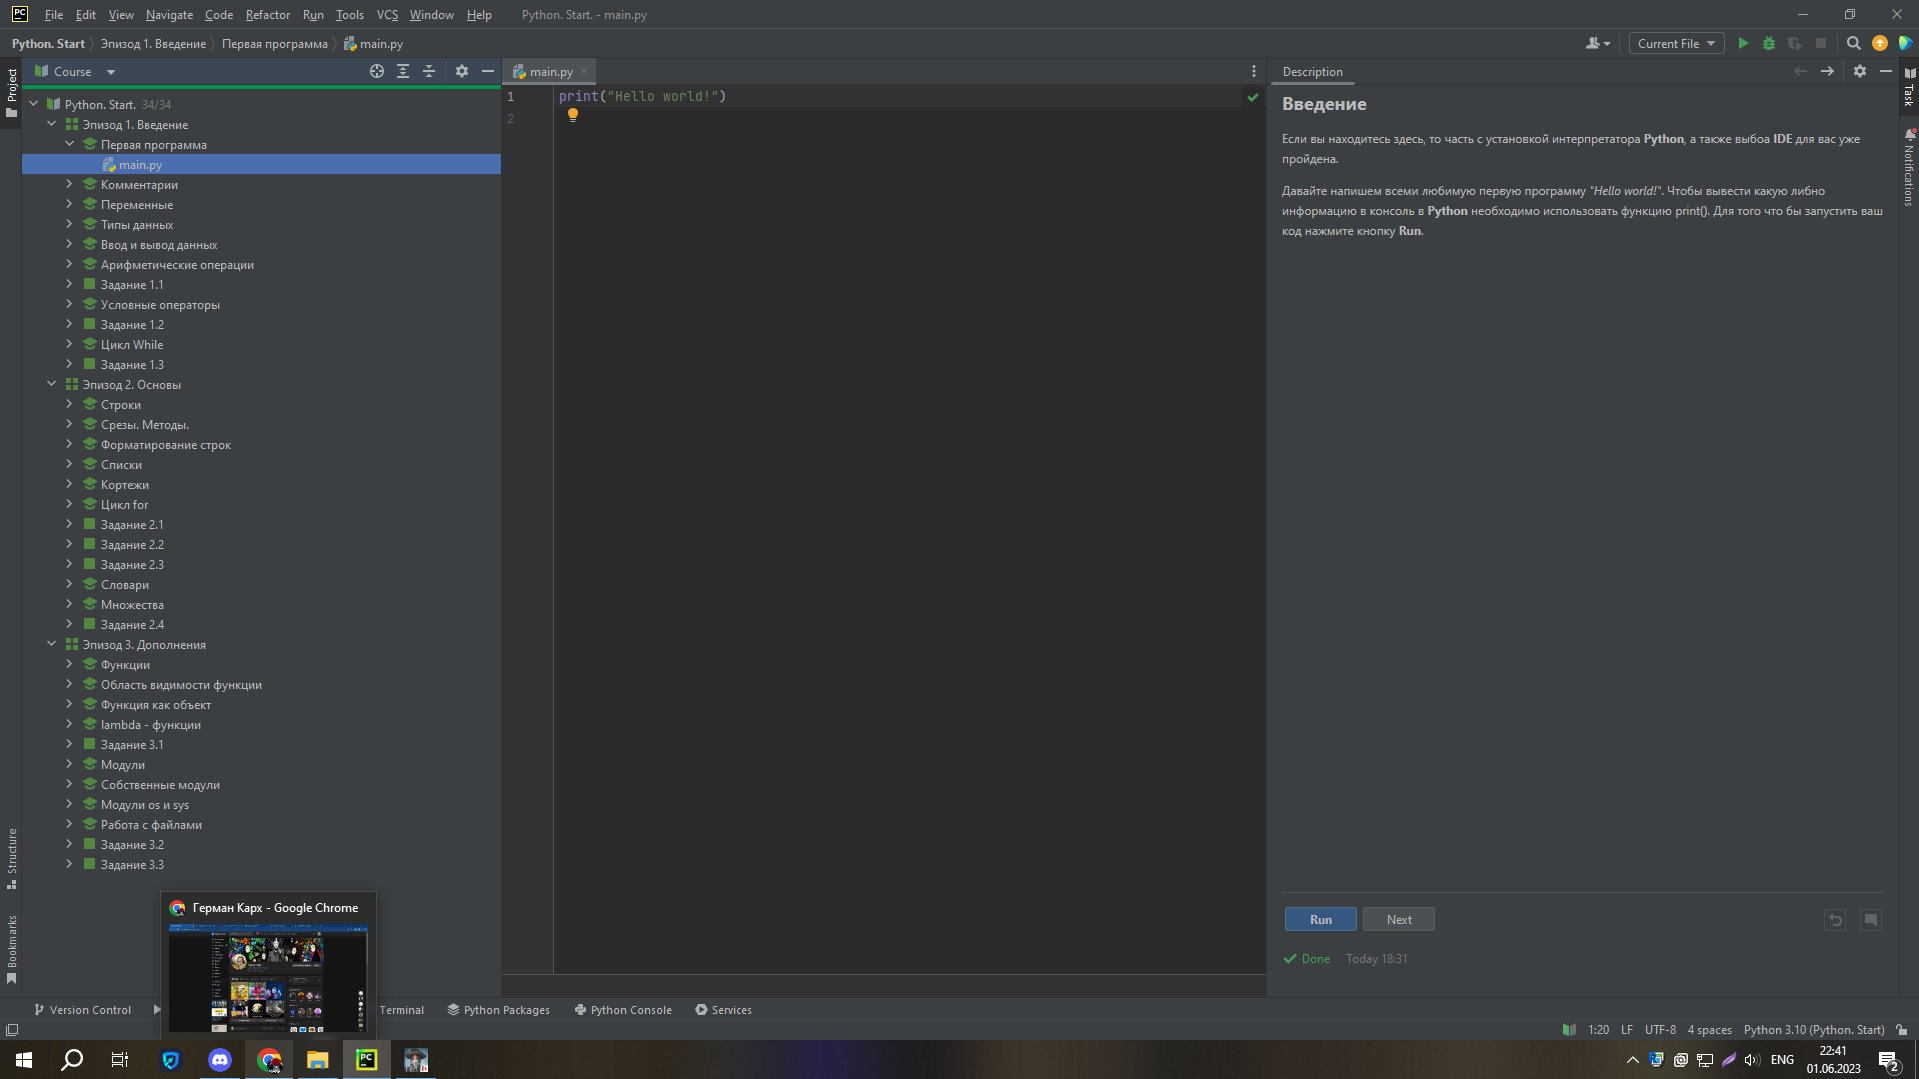 PC File Edit View Navigate Code Refactor Run Tools VCS Window Help Python. Start. - main.py
Python. Start Эпизод 1. Введение Первая программа main.py Current File
Project
Course
Python. Start. 34/34
Эпизод 1. Введение
Первая программа
main.py
Комментарии
Переменные
Типы данных
Ввод и вывод данных
Арифметические операции
Задание 1.1
Условные операторы
Задание 1.2
Цикл While
Задание 1.3
Эпизод 2. Основы
Строки
Срезы. Методы.
Форматирование строк
Списки
Кортежи
Цикл for
Задание 2.1
Задание 2.2
Задание 2.3
Словари
Множества
Задание 2.4
Эпизод 3. Дополнения
Функции
Область видимости функции
Функция как объект
lambda - функции
Задание 3.1
Модули
Собственные модули
Модули os и sys
Работа с файлами
Задание 3.2
Задание 3.3
Structure
Bookmarks
main.py
1 print("Hello world!")
2
Description
Введение
Если вы находитесь здесь, то часть с установкой интерпретатора Python, а также выбоа IDE для вас уже
пройдена.
Давайте напишем всеми любимую первую программу "Hello world!". Чтобы вывести какую либно
информацию в консоль в Python необходимо использовать функцию print(). Для того что бы запустить ваш
код нажмите кнопку Run.
Run Next
Done Today 18:31
Task
Notifications
Герман Карх - Google Chrome
Version Control Terminal Python Packages Python Console Services
1:20 LF UTF-8 4 spaces Python 3.10 (Python. Start)
PC
ENG
22:41
01.06.2023
2